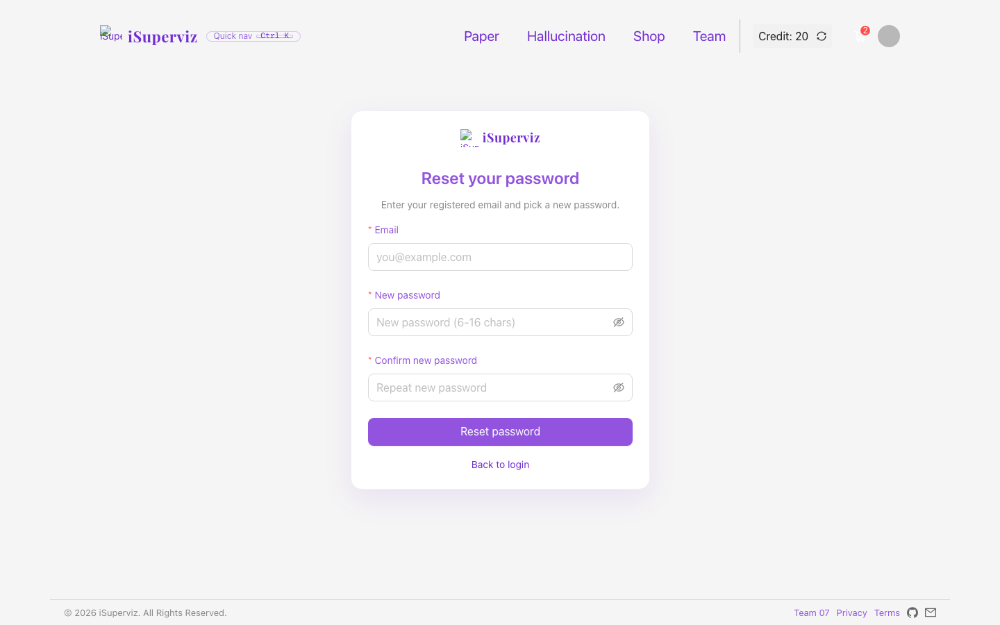 iSuperviz
Quick nav Ctrl K
Paper
Hallucination
Shop
Team
Credit: 20
2
iSuperviz
Reset your password
Enter your registered email and pick a new password.
* Email
you@example.com
* New password
New password (6-16 chars)
* Confirm new password
Repeat new password
Reset password
Back to login
© 2026 iSuperviz. All Rights Reserved.
Team 07 Privacy Terms